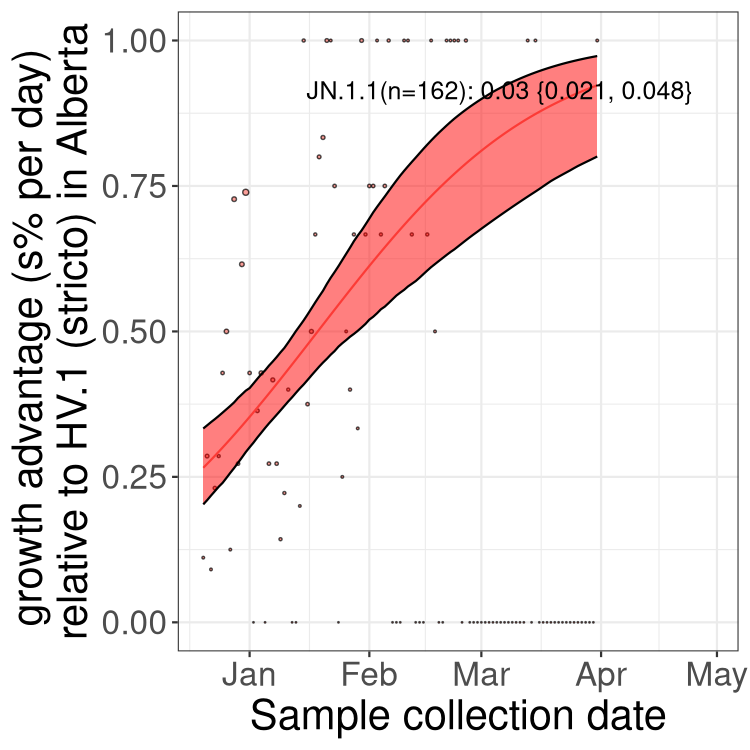 growth advantage (s% per day)
relative to HV.1 (stricto) in Alberta
1.00
0.75
0.50
0.25
0.00
JN.1.1(n=162): 0.03 {0.021, 0.048}
Jan Feb Mar Apr May
Sample collection date